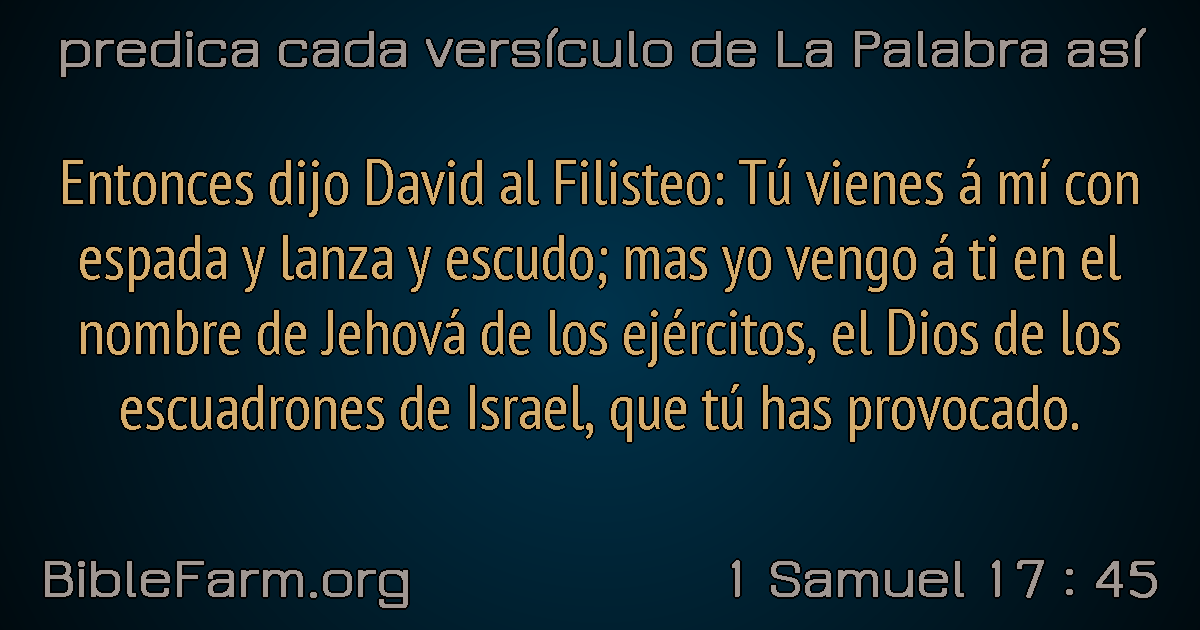 predica cada versículo de La Palabra así
Entonces dijo David al Filisteo: Tú vienes á mí con
espada y lanza y escudo; mas yo vengo á ti en el
nombre de Jehová de los ejércitos, el Dios de los
escuadrones de Israel, que tú has provocado.
BibleFarm.org
1 Samuel 17 : 45